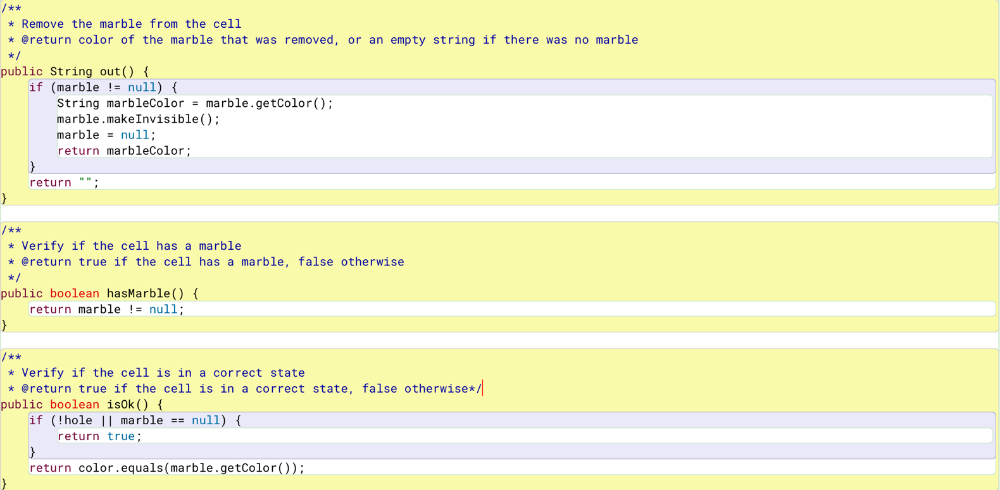 /**
 * Remove the marble from the cell
 * @return color of the marble that was removed, or an empty string if there was no marble
 */
public String out() {
    if (marble != null) {
        String marbleColor = marble.getColor();
        marble.makeInvisible();
        marble = null;
        return marbleColor;
    }
    return "";
}

/**
 * Verify if the cell has a marble
 * @return true if the cell has a marble, false otherwise
 */
public boolean hasMarble() {
    return marble != null;
}

/**
 * Verify if the cell is in a correct state
 * @return true if the cell is in a correct state, false otherwise*/
public boolean isOk() {
    if (!hole || marble == null) {
        return true;
    }
    return color.equals(marble.getColor());
}